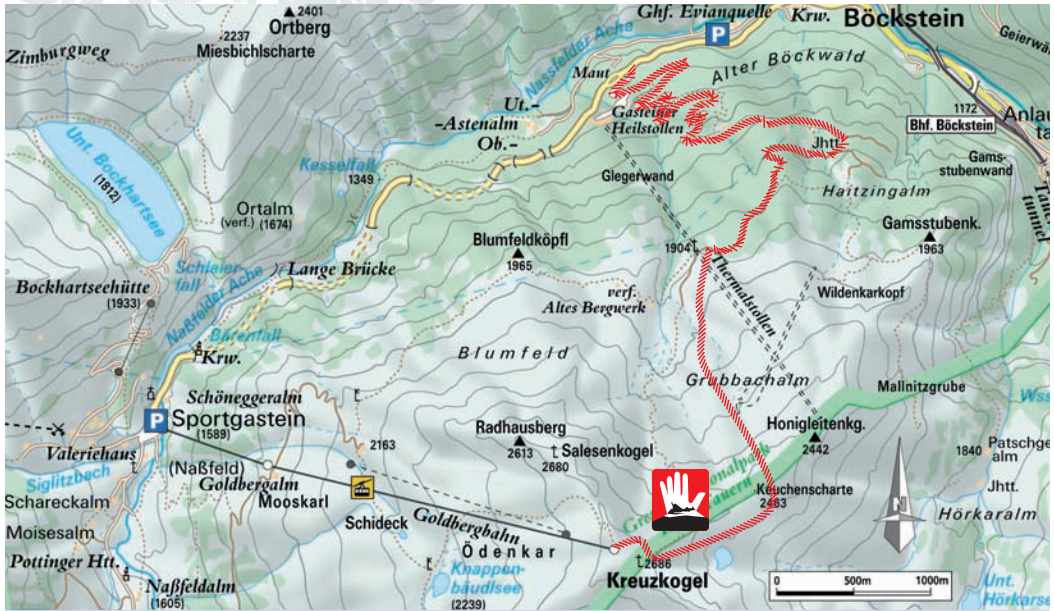 2401
Ortberg
2237
Miesbichlscharte
Zimburgweg
Ghf. Evianquelle
Krw.
Böckstein
P
Nassfelder Ache
Maut
Alter Böckwald
Ut.-
-Astenalm
Ob.-
Gasteiner
Heilstollen
1172
Bhf. Böckstein
Jhtt.
Gams-
stubenwand
Unt. Bockhartsee
(1812)
Kesselfall
1349
Glegerwand
Haitzingalm
Ortalm
(verf.) (1674)
Gamsstubenk.
1963
Blumfeldköpfl
1965
1904
Schleier-
fall
Lange Brücke
Bockhartseehütte
(1933)
Naßfelder Ache
Thermalstollen
Wildenkarkopf
verf.
Altes Bergwerk
Bärenfall
Krw.
Blumfeld
Grubbachalm
Mallnitzgrube
Schöneggeralm
P
Sportgastein
(1589)
Radhausberg
2613
Salesenkogel
2680
Honigleitenkg.
2442
2163
Valeriehaus
(Naßfeld)
Goldbergalm
Siglitzbach
Mooskarl
1840
Patschg
alm
Jhtt.
Schareckalm
Schideck
Goldbergbahn
Keuchenscharte
2463
Hörkaralm
Moisesalm
Ödenkar
N
Pottinger Htt.
Knappen-
bäudlsee
(2239)
2686
Kreuzkogel
Naßfeldalm
(1605)
0 500m 1000m
Unt.
Hörkarse